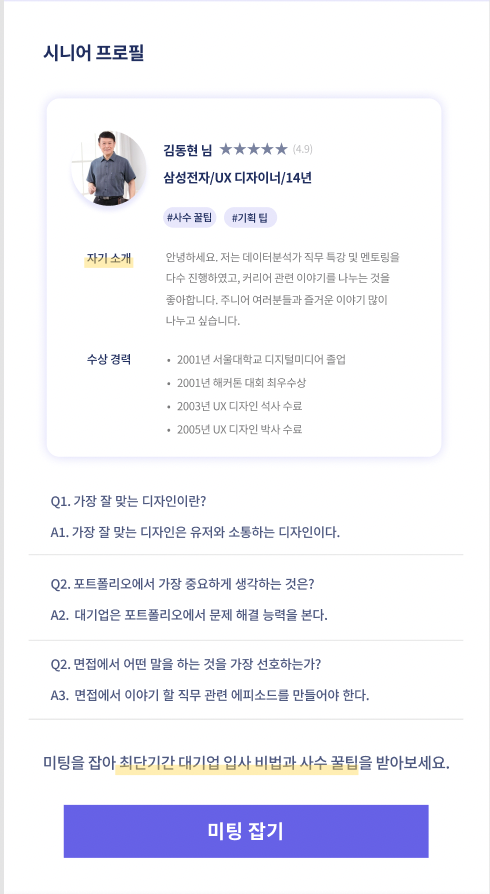 시니어 프로필
김동현 님 ★★★★★ (4.9)
삼성전자/UX 디자이너/14년
#사수 꿀팁 #기획 팁
자기 소개
안녕하세요. 저는 데이터분석가 직무 특강 및 멘토링을
다수 진행하였고, 커리어 관련 이야기를 나누는 것을
좋아합니다. 주니어 여러분들과 즐거운 이야기 많이
나누고 싶습니다.
수상 경력
• 2001년 서울대학교 디지털미디어 졸업
• 2001년 해커톤 대회 최우수상
• 2003년 UX 디자인 석사 수료
• 2005년 UX 디자인 박사 수료
Q1. 가장 잘 맞는 디자인이란?
A1. 가장 잘 맞는 디자인은 유저와 소통하는 디자인이다.
Q2. 포트폴리오에서 가장 중요하게 생각하는 것은?
A2. 대기업은 포트폴리오에서 문제 해결 능력을 본다.
Q2. 면접에서 어떤 말을 하는 것을 가장 선호하는가?
A3. 면접에서 이야기 할 직무 관련 에피소드를 만들어야 한다.
미팅을 잡아 최단기간 대기업 입사 비법과 사수 꿀팁을 받아보세요.
미팅 잡기